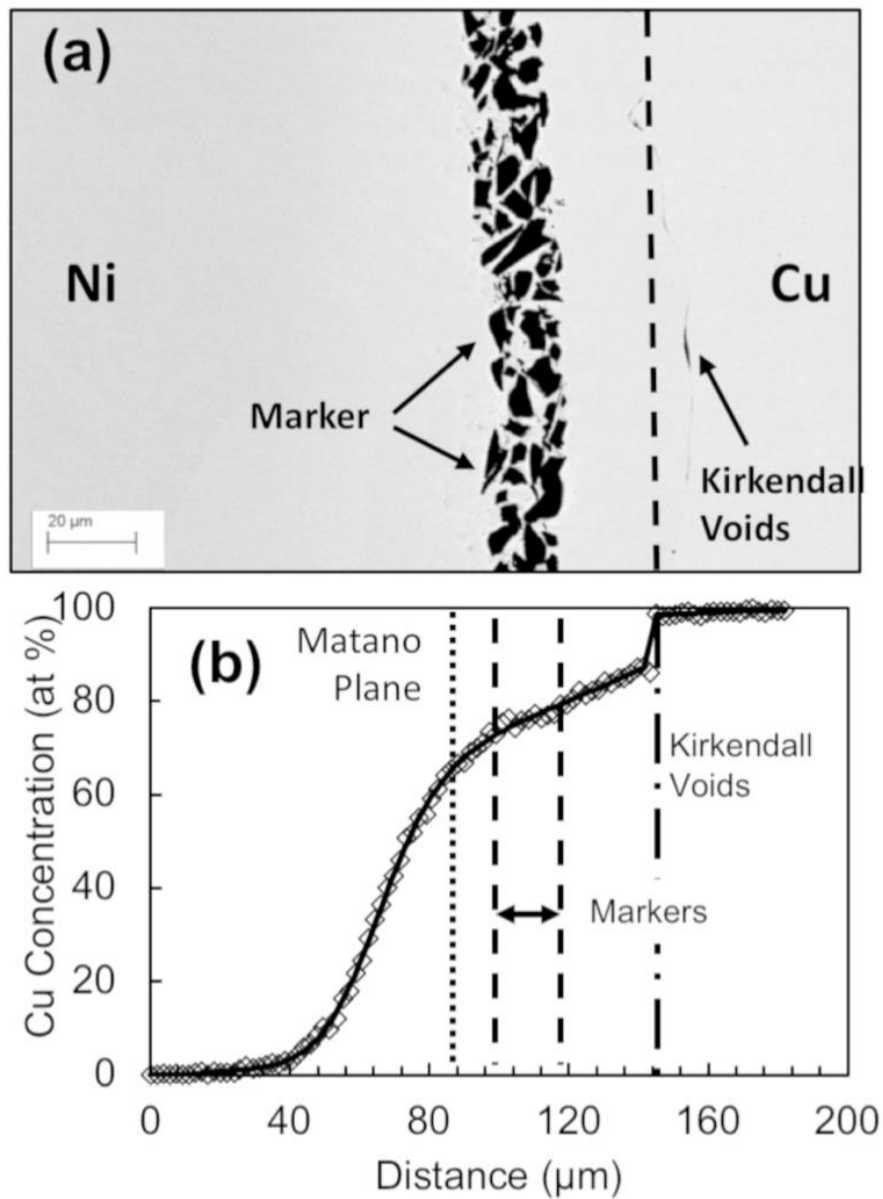 (a)
Ni
Cu
Marker
Kirkendall
Voids
20 µm
100
80
60
40
20
0
Cu Concentration (at %)
(b)
Matano
Plane
Kirkendall
Voids
Markers
0 40 80 120 160 200
Distance (µm)